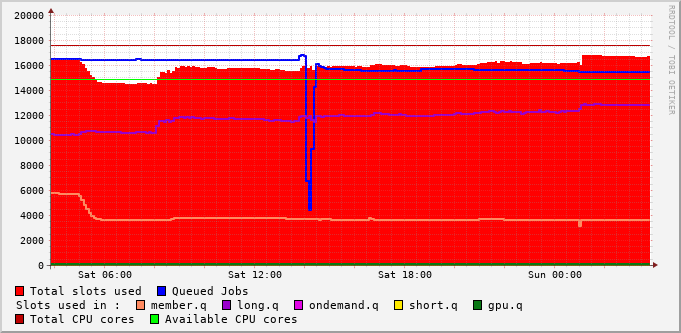 20000
18000
16000
14000
12000
10000
8000
6000
4000
2000
0
Sat 06:00 Sat 12:00 Sat 18:00 Sun 00:00
RRDTOOL / TOBI OETIKER
Total slots used Queued Jobs
Slots used in : member.q long.q ondemand.q short.q gpu.q
Total CPU cores Available CPU cores